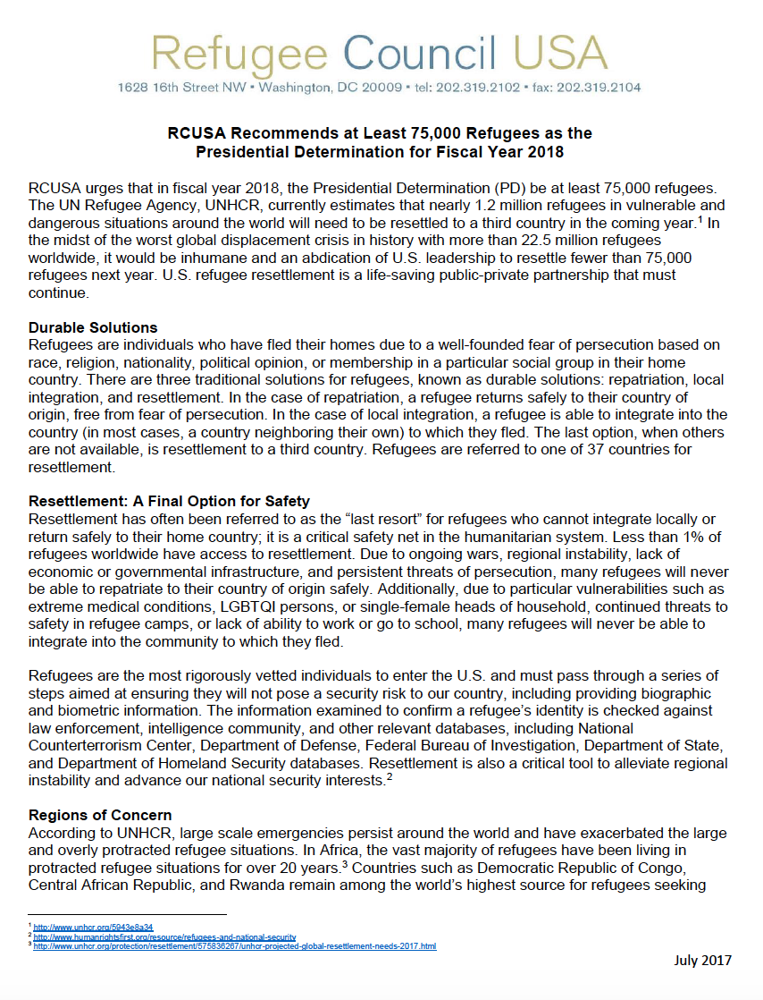 Refugee Council USA
1628 16th Street NW • Washington, DC 20009 • tel: 202.319.2102 • fax: 202.319.2104
RCUSA Recommends at Least 75,000 Refugees as the
Presidential Determination for Fiscal Year 2018
RCUSA urges that in fiscal year 2018, the Presidential Determination (PD) be at least 75,000 refugees.
The UN Refugee Agency, UNHCR, currently estimates that nearly 1.2 million refugees in vulnerable and
dangerous situations around the world will need to be resettled to a third country in the coming year.1 In
the midst of the worst global displacement crisis in history with more than 22.5 million refugees
worldwide, it would be inhumane and an abdication of U.S. leadership to resettle fewer than 75,000
refugees next year. U.S. refugee resettlement is a life-saving public-private partnership that must
continue.
Durable Solutions
Refugees are individuals who have fled their homes due to a well-founded fear of persecution based on
race, religion, nationality, political opinion, or membership in a particular social group in their home
country. There are three traditional solutions for refugees, known as durable solutions: repatriation, local
integration, and resettlement. In the case of repatriation, a refugee returns safely to their country of
origin, free from fear of persecution. In the case of local integration, a refugee is able to integrate into the
country (in most cases, a country neighboring their own) to which they fled. The last option, when others
are not available, is resettlement to a third country. Refugees are referred to one of 37 countries for
resettlement.
Resettlement: A Final Option for Safety
Resettlement has often been referred to as the “last resort” for refugees who cannot integrate locally or
return safely to their home country; it is a critical safety net in the humanitarian system. Less than 1% of
refugees worldwide have access to resettlement. Due to ongoing wars, regional instability, lack of
economic or governmental infrastructure, and persistent threats of persecution, many refugees will never
be able to repatriate to their country of origin safely. Additionally, due to particular vulnerabilities such as
extreme medical conditions, LGBTQI persons, or single-female heads of household, continued threats to
safety in refugee camps, or lack of ability to work or go to school, many refugees will never be able to
integrate into the community to which they fled.
Refugees are the most rigorously vetted individuals to enter the U.S. and must pass through a series of
steps aimed at ensuring they will not pose a security risk to our country, including providing biographic
and biometric information. The information examined to confirm a refugee’s identity is checked against
law enforcement, intelligence community, and other relevant databases, including National
Counterterrorism Center, Department of Defense, Federal Bureau of Investigation, Department of State,
and Department of Homeland Security databases. Resettlement is also a critical tool to alleviate regional
instability and advance our national security interests.2
Regions of Concern
According to UNHCR, large scale emergencies persist around the world and have exacerbated the large
and overly protracted refugee situations. In Africa, the vast majority of refugees have been living in
protracted refugee situations for over 20 years.3 Countries such as Democratic Republic of Congo,
Central African Republic, and Rwanda remain among the world’s highest source for refugees seeking
1 http://www.unhcr.org/5943e8a34
2 http://www.humanrightsfirst.org/resource/refugees-and-national-security
3 http://www.unhcr.org/protection/resettlement/575836267/unhcr-projected-global-resettlement-needs-2017.html
July 2017